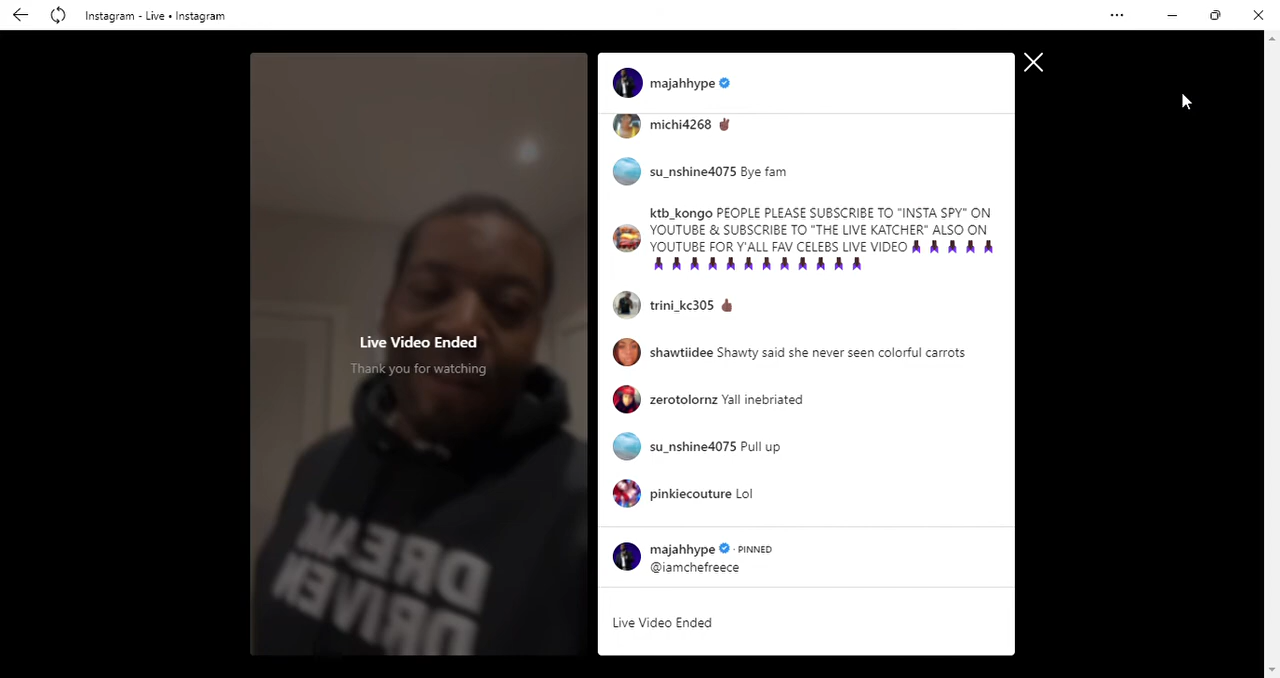 Instagram - Live • Instagram
majahhype
michi4268
su_nshine4075 Bye fam
ktb_kongo PEOPLE PLEASE SUBSCRIBE TO "INSTA SPY" ON
YOUTUBE & SUBSCRIBE TO "THE LIVE KATCHER" ALSO ON
YOUTUBE FOR Y'ALL FAV CELEBS LIVE VIDEO
trini_kc305
shawtiidee Shawty said she never seen colorful carrots
zerotolornz Yall inebriated
su_nshine4075 Pull up
pinkiecouture Lol
majahhype · PINNED
@iamchefreece
Live Video Ended
Live Video Ended
Thank you for watching
DREAM
DRIVEN